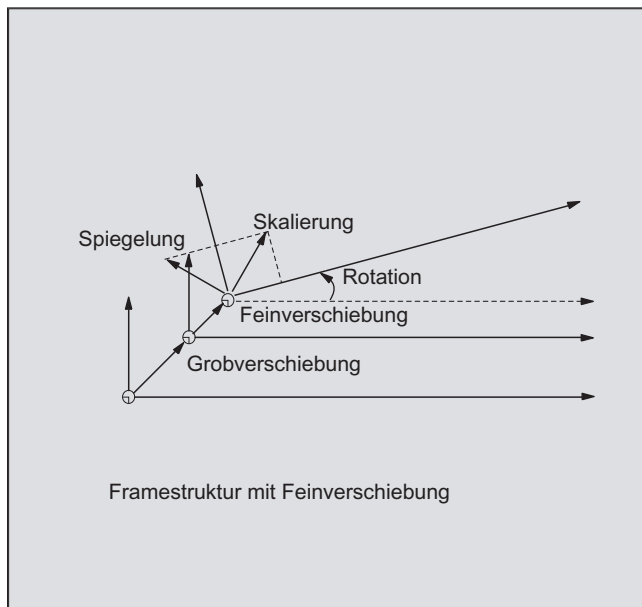 Skalierung
Spiegelung
Rotation
Feinverschiebung
Grobverschiebung
Framestruktur mit Feinverschiebung